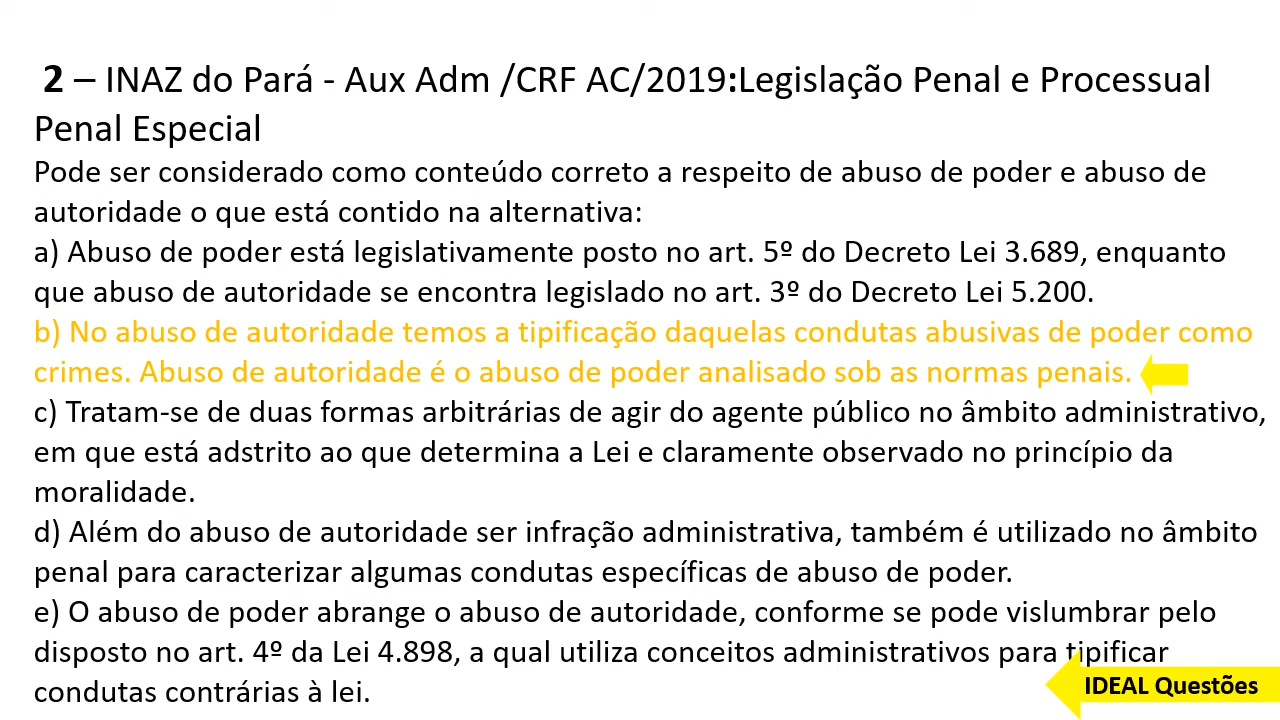 2 – INAZ do Pará - Aux Adm /CRF AC/2019:Legislação Penal e Processual
Penal Especial
Pode ser considerado como conteúdo correto a respeito de abuso de poder e abuso de
autoridade o que está contido na alternativa:
a) Abuso de poder está legislativamente posto no art. 5º do Decreto Lei 3.689, enquanto
que abuso de autoridade se encontra legislado no art. 3º do Decreto Lei 5.200.
b) No abuso de autoridade temos a tipificação daquelas condutas abusivas de poder como
crimes. Abuso de autoridade é o abuso de poder analisado sob as normas penais.
c) Tratam-se de duas formas arbitrárias de agir do agente público no âmbito administrativo,
em que está adstrito ao que determina a Lei e claramente observado no princípio da
moralidade.
d) Além do abuso de autoridade ser infração administrativa, também é utilizado no âmbito
penal para caracterizar algumas condutas específicas de abuso de poder.
e) O abuso de poder abrange o abuso de autoridade, conforme se pode vislumbrar pelo
disposto no art. 4º da Lei 4.898, a qual utiliza conceitos administrativos para tipificar
condutas contrárias à lei.
IDEAL Questões